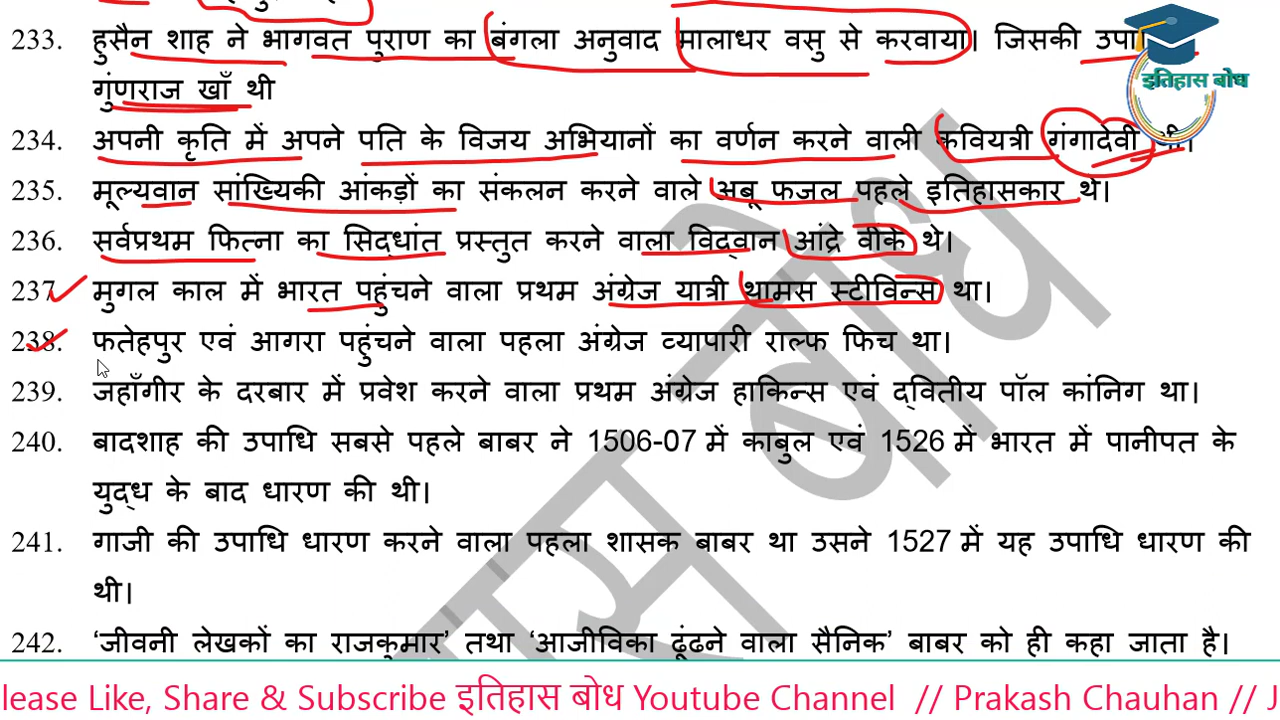 233. हुसैन शाह ने भागवत पुराण का बंगला अनुवाद मालाधर वसु से करवाया। जिसकी उपा
इतिहास बोध
गुंणराज खाँ थी
234. अपनी कृति में अपने पति के विजय अभियानों का वर्णन करने वाली कवियत्री गंगादेवी थी।
235. मूल्यवान सांख्यिकी आंकड़ों का संकलन करने वाले अबू फजल पहले इतिहासकार थे।
236. सर्वप्रथम फित्ना का सिद्धांत प्रस्तुत करने वाला विद्वान आंद्रे वीके थे।
237. मुगल काल में भारत पहुंचने वाला प्रथम अंग्रेज यात्री थामस स्टीविन्स था।
238. फतेहपुर एवं आगरा पहुंचने वाला पहला अंग्रेज व्यापारी राल्फ फिच था।
239. जहाँगीर के दरबार में प्रवेश करने वाला प्रथम अंग्रेज हाकिन्स एवं द्वितीय पॉल कांनिग था।
240. बादशाह की उपाधि सबसे पहले बाबर ने 1506-07 में काबुल एवं 1526 में भारत में पानीपत के
युद्ध के बाद धारण की थी।
241. गाजी की उपाधि धारण करने वाला पहला शासक बाबर था उसने 1527 में यह उपाधि धारण की
थी।
242. ‘जीवनी लेखकों का राजकुमार’ तथा ‘आजीविका ढूंढने वाला सैनिक’ बाबर को ही कहा जाता है।
lease Like, Share & Subscribe इतिहास बोध Youtube Channel // Prakash Chauhan // J